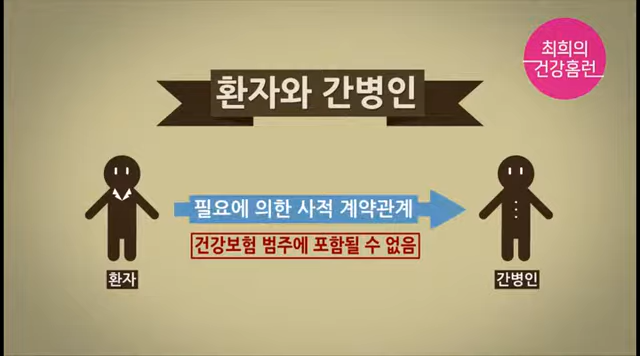 최희의
건강홈런
환자와 간병인
필요에 의한 사적 계약관계
건강보험 범주에 포함될 수 없음
환자
간병인